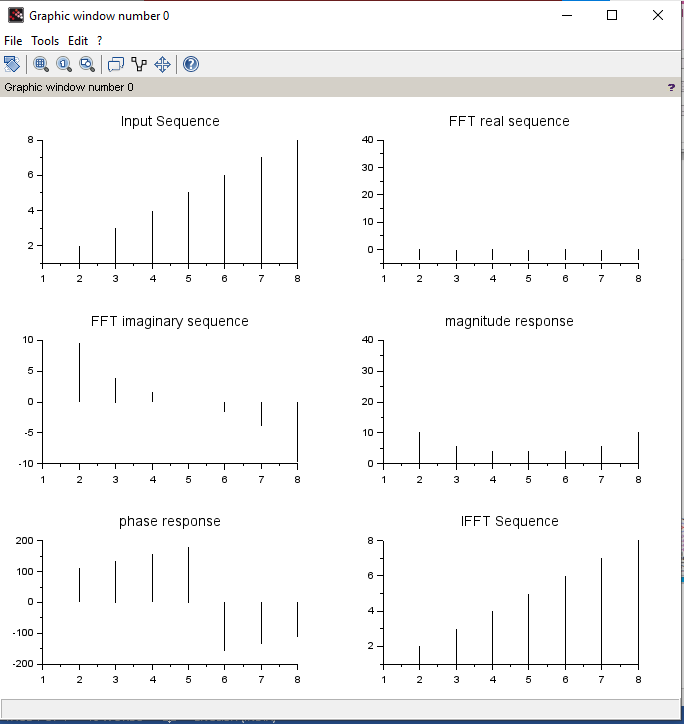 Graphic window number 0
File Tools Edit ?
Graphic window number 0 ?
Input Sequence
8
6
4
2
1 2 3 4 5 6 7 8
FFT real sequence
40
30
20
10
0
1 2 3 4 5 6 7 8
FFT imaginary sequence
10
5
0
-5
-10
1 2 3 4 5 6 7 8
magnitude response
40
30
20
10
0
1 2 3 4 5 6 7 8
phase response
200
100
0
-100
-200
1 2 3 4 5 6 7 8
IFFT Sequence
8
6
4
2
1 2 3 4 5 6 7 8